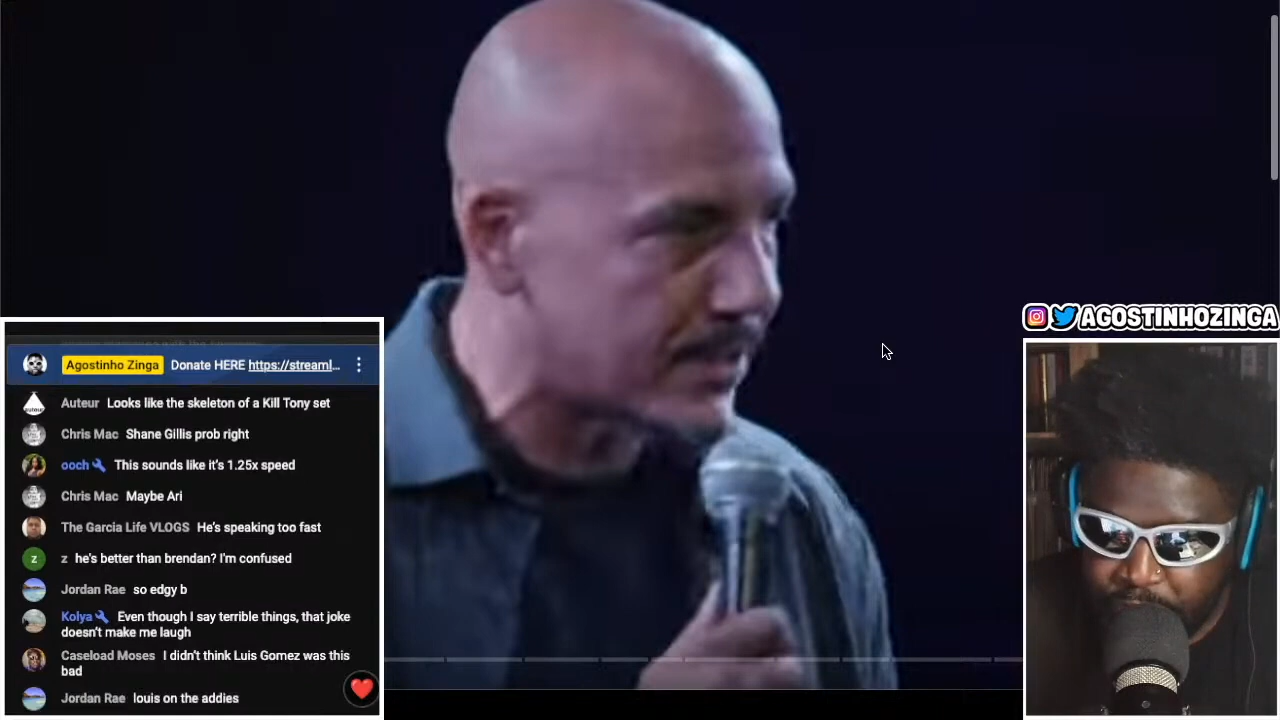 Agostinho Zinga Donate HERE https://streaml...
Auteur Looks like the skeleton of a Kill Tony set
Chris Mac Shane Gillis prob right
ooch This sounds like it's 1.25x speed
Chris Mac Maybe Ari
The Garcia Life VLOGS He's speaking too fast
z z he's better than brendan? I'm confused
Jordan Rae so edgy b
Kolya Even though I say terrible things, that joke
doesn't make me laugh
Caseload Moses I didn't think Luis Gomez was this
bad
Jordan Rae louis on the addies
AGOSTINHOZINGA